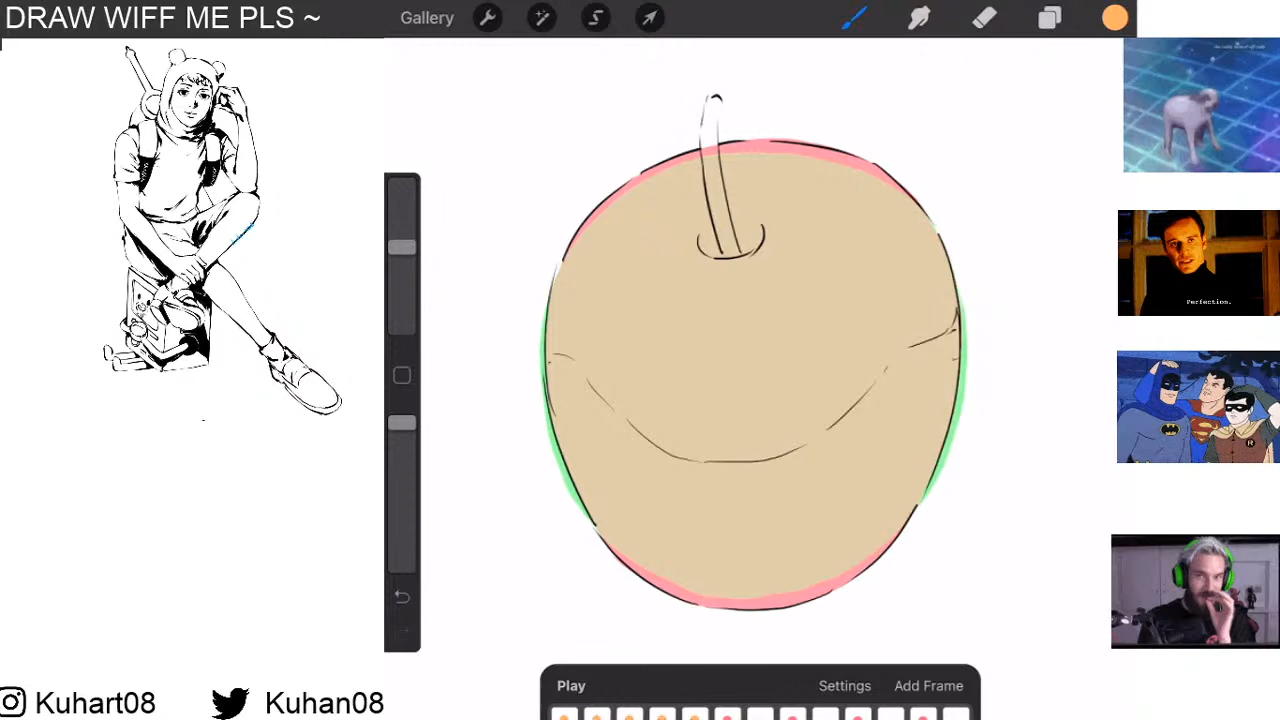 DRAW WIFF ME PLS ~
Gallery
Perfection.
R
Play
Settings
Add Frame
Kuhart08
Kuhan08